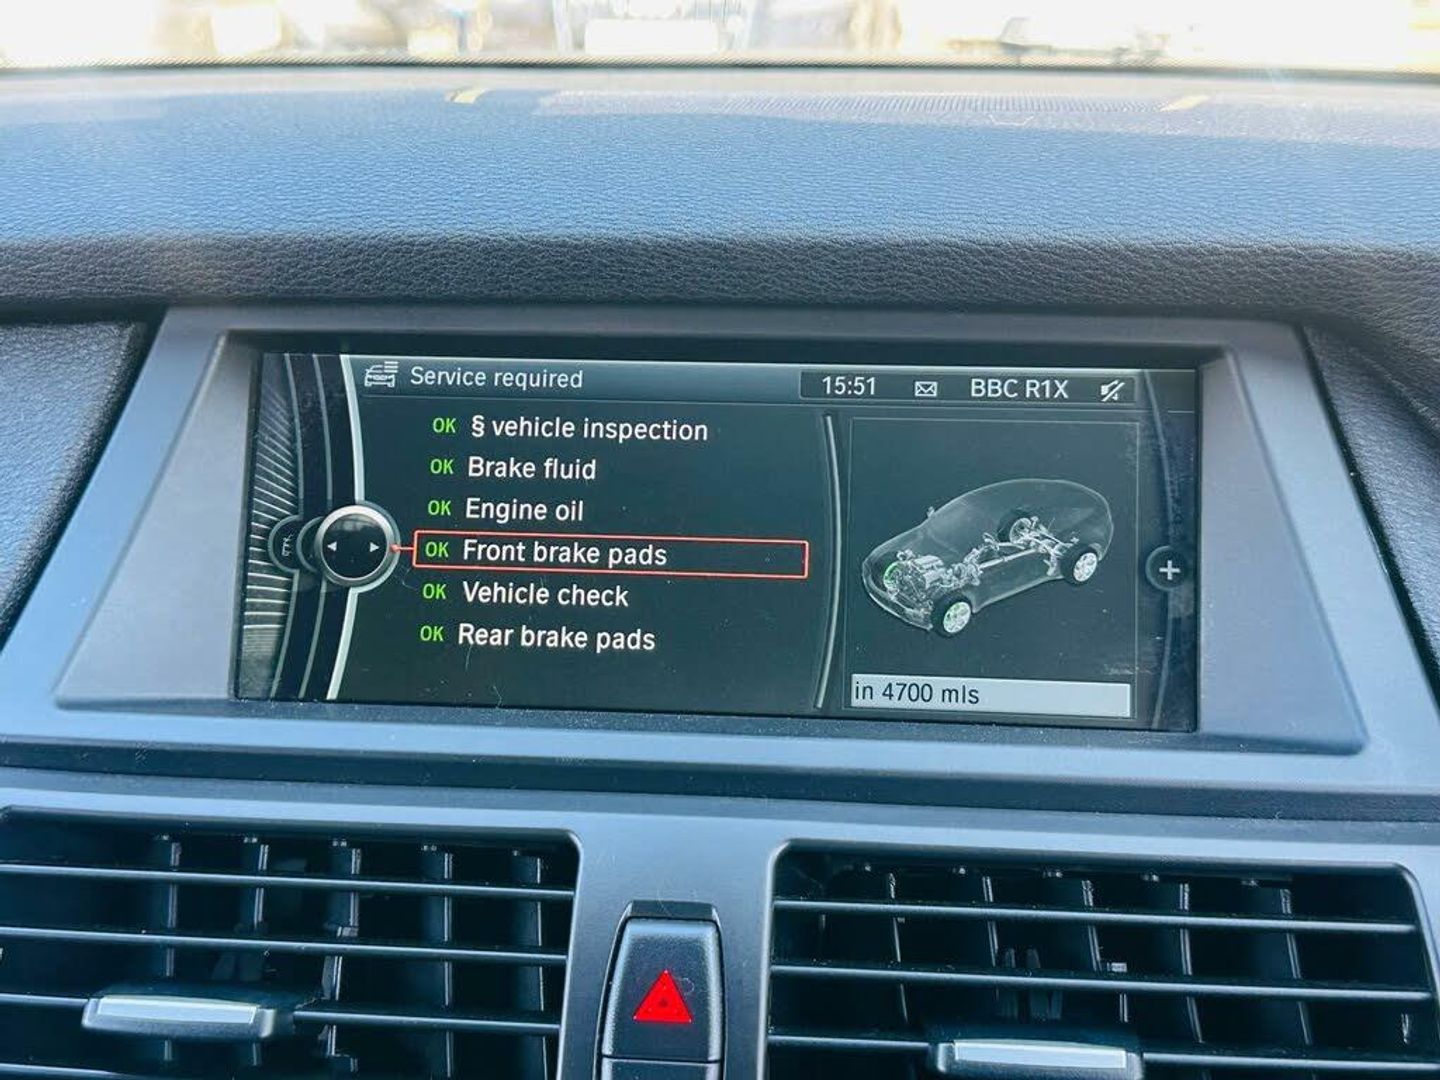 Service required
15:51 BBC R1X
OK § vehicle inspection
OK Brake fluid
OK Engine oil
OK Front brake pads
OK Vehicle check
OK Rear brake pads
in 4700 mls